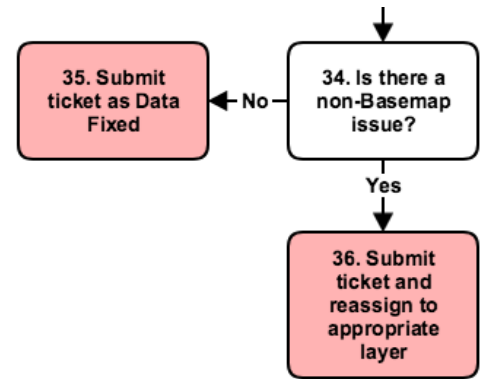 35. Submit
ticket as Data
Fixed
No
34. Is there a
non-Basemap
issue?
Yes
36. Submit
ticket and
reassign to
appropriate
layer